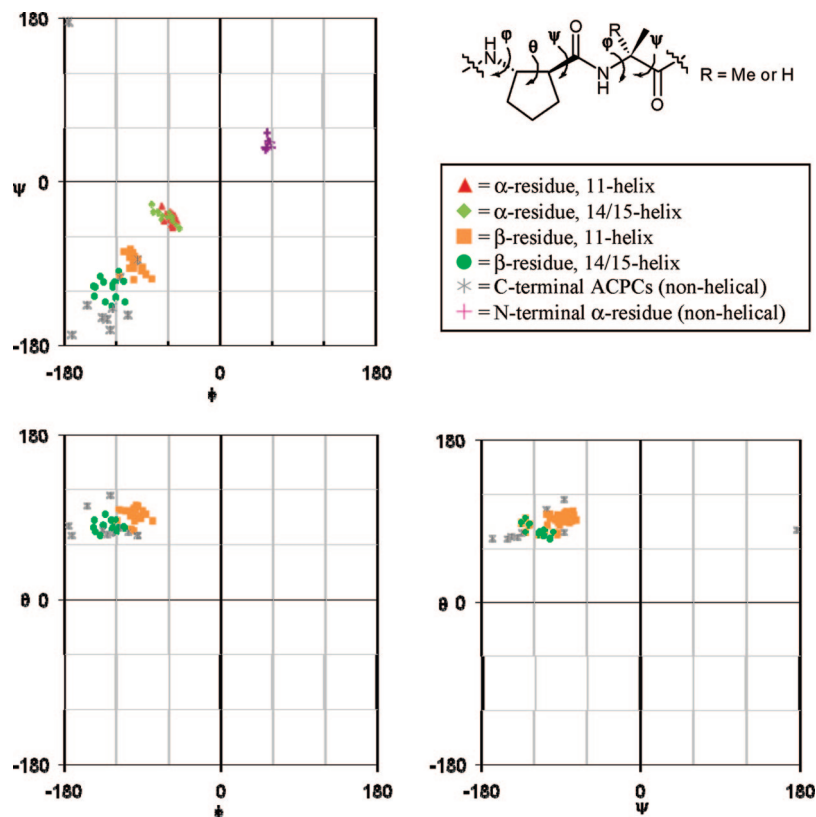 180
ψ 0
-180
-180 0 180
ϕ
H
N
φ
θ
ψ
O
N
H
R
φ
ψ
O
R = Me or H
= α-residue, 11-helix
= α-residue, 14/15-helix
= β-residue, 11-helix
= β-residue, 14/15-helix
= C-terminal ACPCs (non-helical)
= N-terminal α-residue (non-helical)
180
θ 0
-180
-180 0 180
ϕ
180
θ 0
-180
-180 0 180
ψ